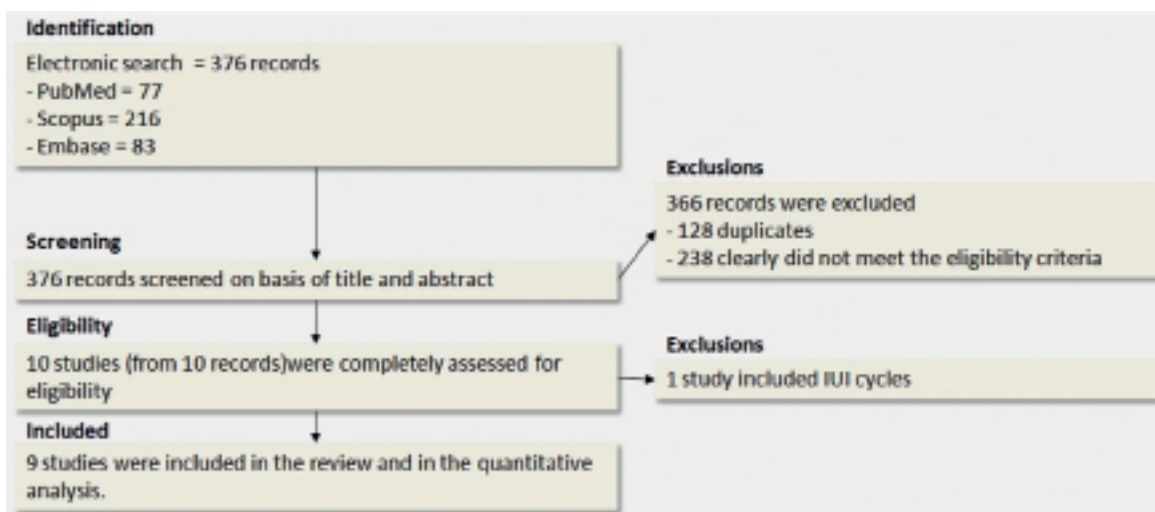 Identification
Electronic search = 376 records
- PubMed = 77
- Scopus = 216
- Embase = 83
Exclusions
366 records were excluded
- 128 duplicates
- 238 clearly did not meet the eligibility criteria
Screening
376 records screened on basis of title and abstract
Eligibility
10 studies (from 10 records)were completely assessed for
eligibility
Exclusions
1 study included IUI cycles
Included
9 studies were included in the review and in the quantitative
analysis.